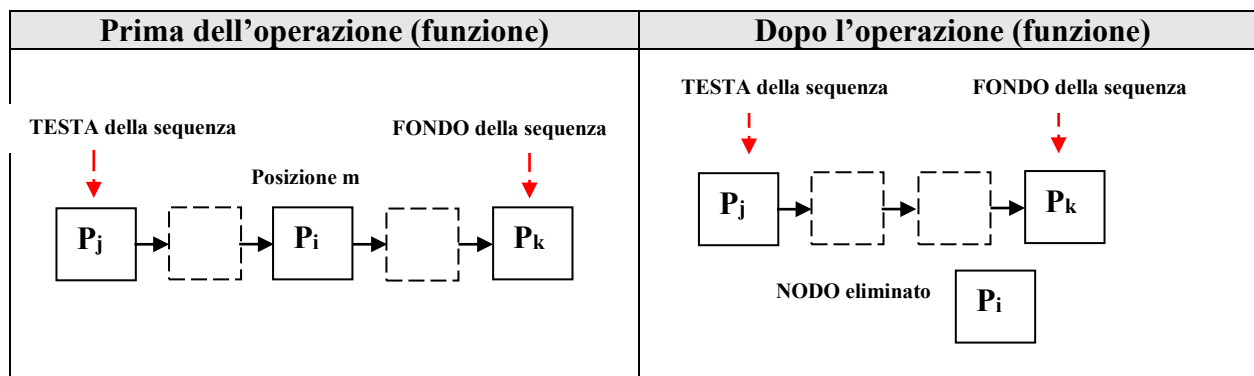 Prima dell’operazione (funzione)
Dopo l’operazione (funzione)
TESTA della sequenza
FONDO della sequenza
Posizione m
Pj
Pi
Pk
TESTA della sequenza
FONDO della sequenza
Pj
Pk
NODO eliminato
Pi